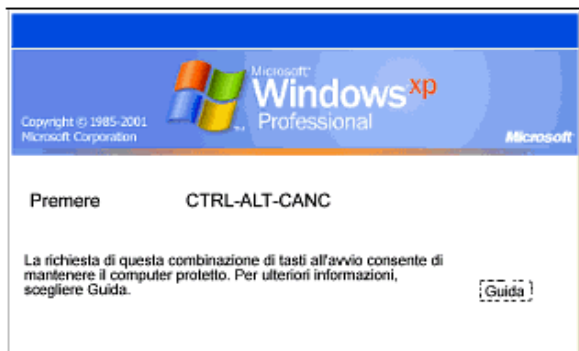 Microsoft
Windows xp
Professional
Copyright © 1985-2001
Microsoft Corporation
Microsoft
Premere CTRL-ALT-CANC
La richiesta di questa combinazione di tasti all'avvio consente di
mantenere il computer protetto. Per ulteriori informazioni,
scegliere Guida.
Guida